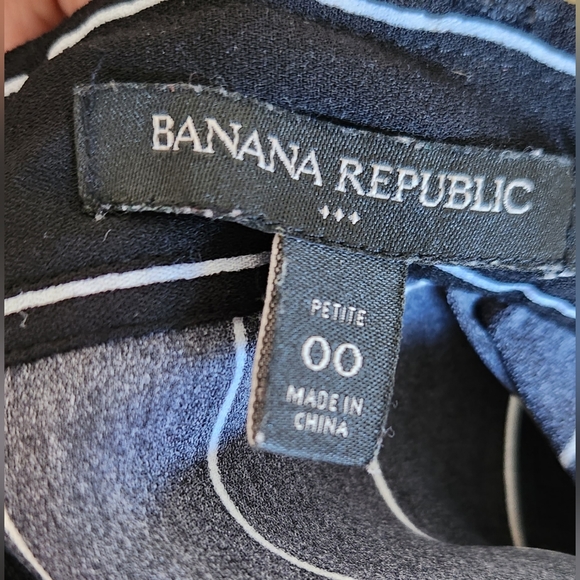 BANANA REPUBLIC
PETITE
00
MADE IN
CHINA